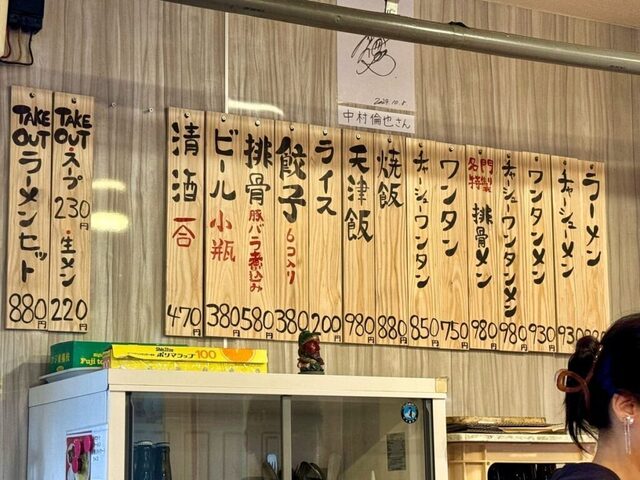 2024.10.8
中村倫也さん
ラーメン
チャーシューメン
930円
ワンタンメン
930円
チャーシューワンタンメン
980円
名門
特製
排骨メン
980円
ワンタン
750円
チャーシューワンタン
850円
焼飯
880円
天津飯
980円
ライス
200円
餃子
6コ入り
380円
排骨
豚バラ煮込み
580円
ビール
小瓶
380円
清酒
一合
470円
TAKE
OUT
スープ
230円
生メン
220円
TAKE
OUT
ラーメンセット
880円
ポリマラップ 100